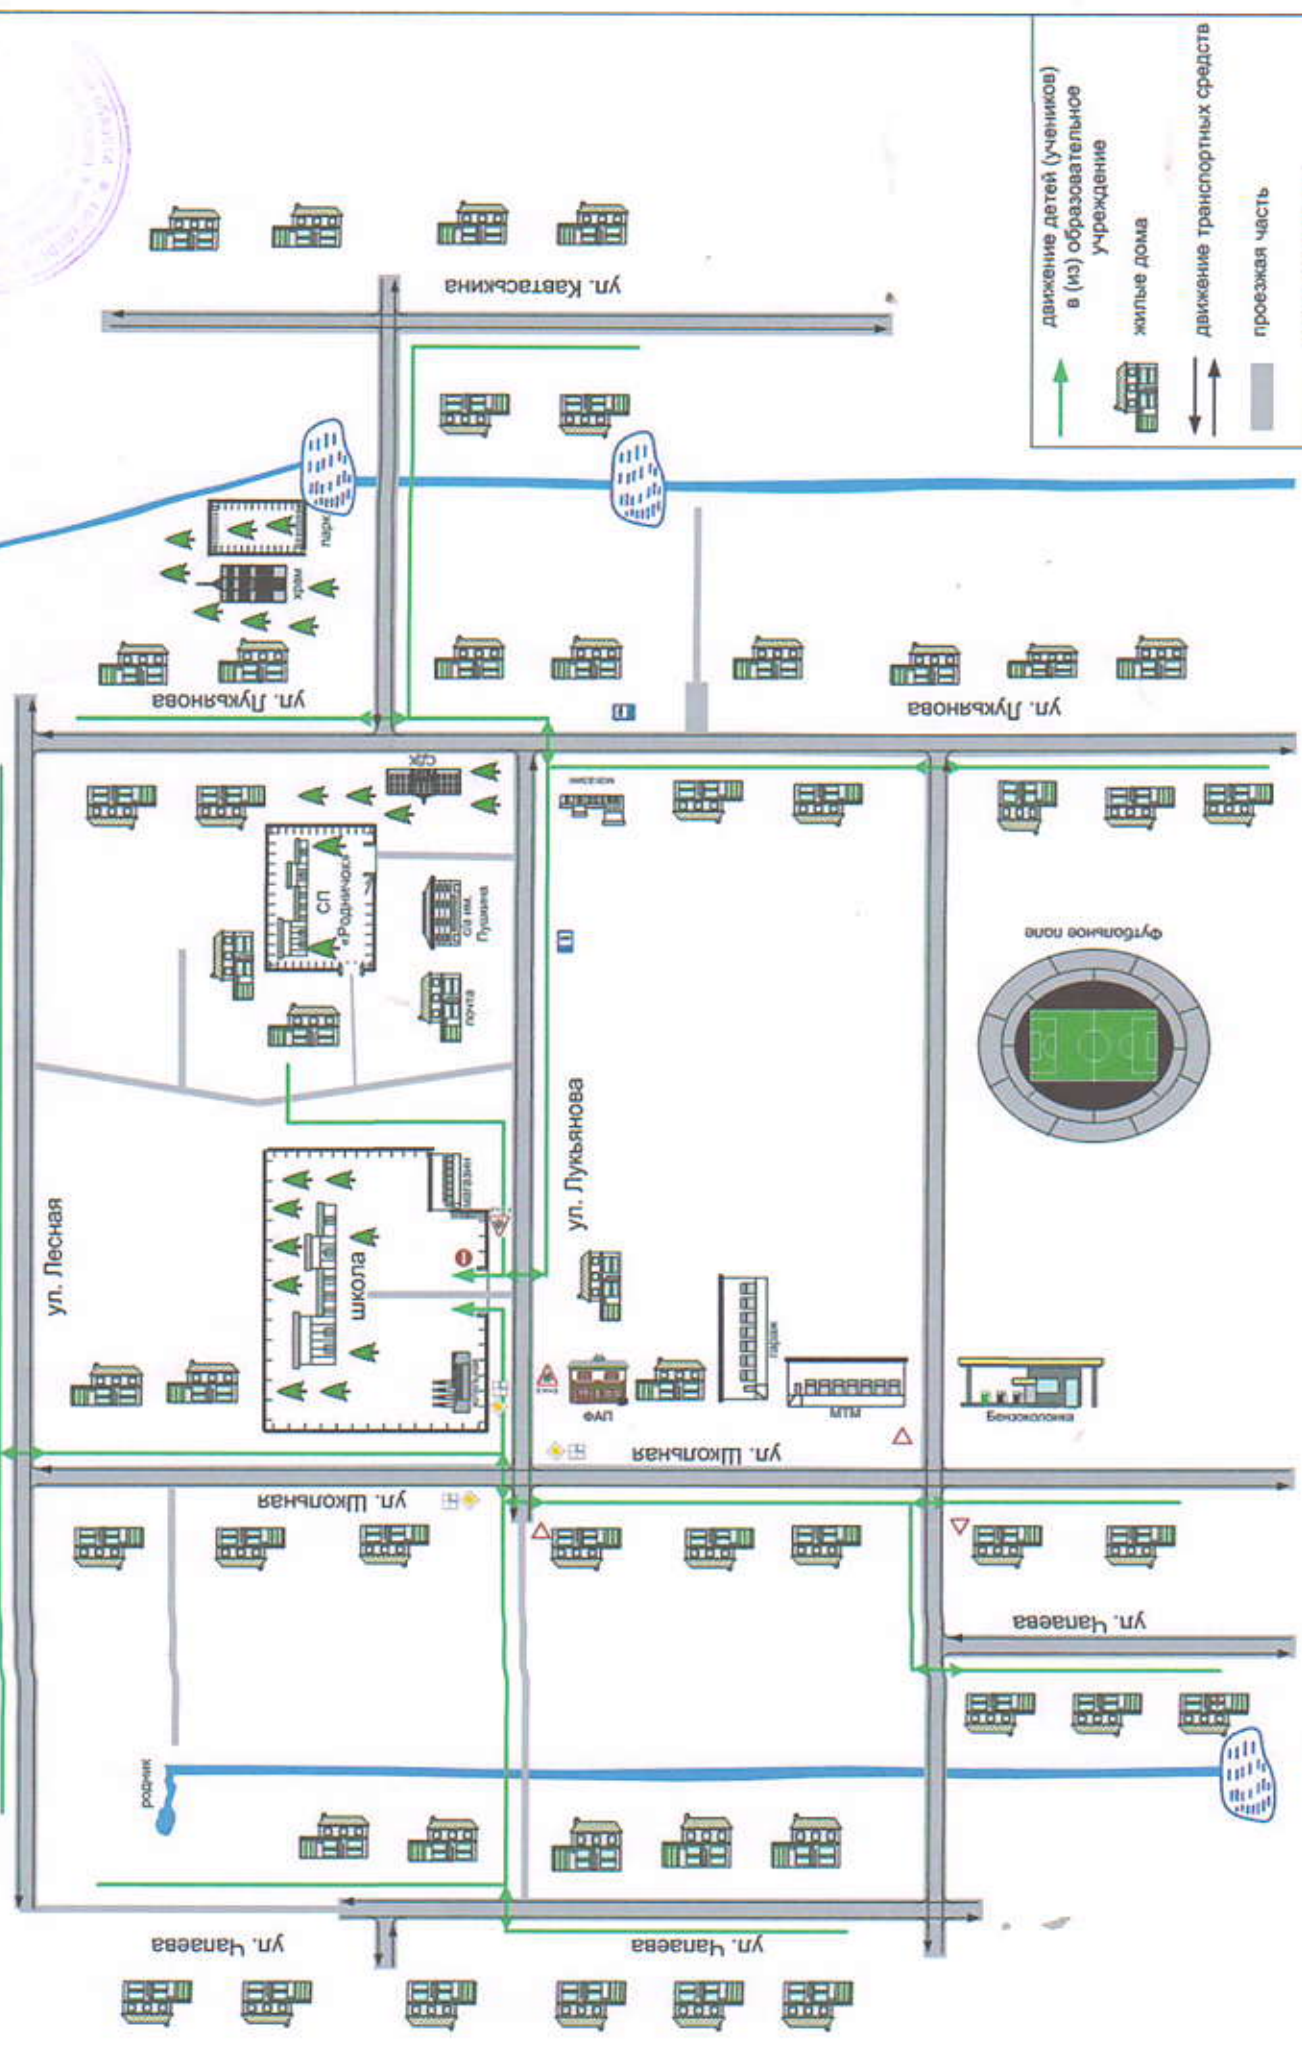 ул. Кавтаськина
парк
храм
ул. Лукьянова
ул. Лукьянова
СДК
магазин
СП
«Родничок»
с/а им.
Пушкина
почта
Футбольное поле
ул. Лесная
ул. Лукьянова
школа
магазин
ФАП
гараж
МТМ
Бензоколонка
ул. Школьная
ул. Школьная
родник
ул. Чапаева
ул. Чапаева
ул. Чапаева
движение детей (учеников)
в (из) образовательное
учреждение
жилые дома
движение транспортных средств
проезжая часть